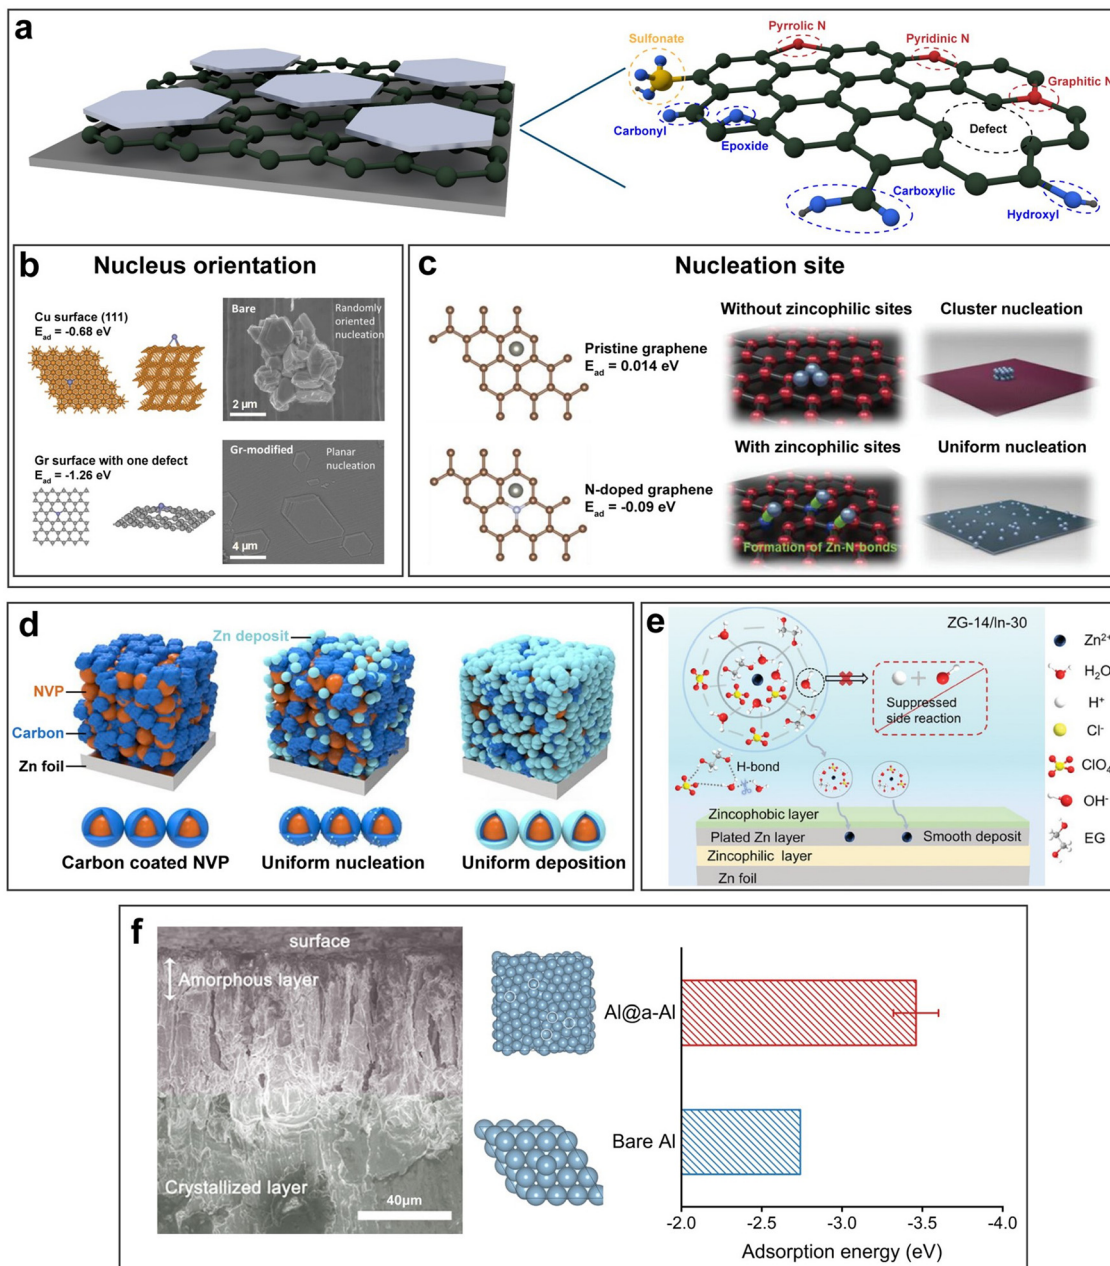 a
Sulfonate
Pyrrolic N
Pyridinic N
Graphitic N
Carbonyl
Epoxide
Defect
Carboxylic
Hydroxyl
b
Nucleus orientation
Cu surface (111)
Ead = -0.68 eV
Bare
Randomly
oriented
nucleation
2 µm
Gr surface with one defect
Ead = -1.26 eV
Gr-modified
Planar
nucleation
4 µm
c
Nucleation site
Pristine graphene
Ead = 0.014 eV
Without zincophilic sites
Cluster nucleation
N-doped graphene
Ead = -0.09 eV
With zincophilic sites
Formation of Zn-N bonds
Uniform nucleation
d
Zn deposit
NVP
Carbon
Zn foil
Carbon coated NVP
Uniform nucleation
Uniform deposition
e
ZG-14/In-30
Suppressed
side reaction
H-bond
Zincophobic layer
Plated Zn layer
Smooth deposit
Zincophilic layer
Zn foil
Zn2+
H2O
H+
Cl-
ClO4
OH-
EG
f
surface
Amorphous layer
Crystallized layer
40µm
Al@a-Al
Bare Al
-2.0
-2.5
-3.0
-3.5
-4.0
Adsorption energy (eV)